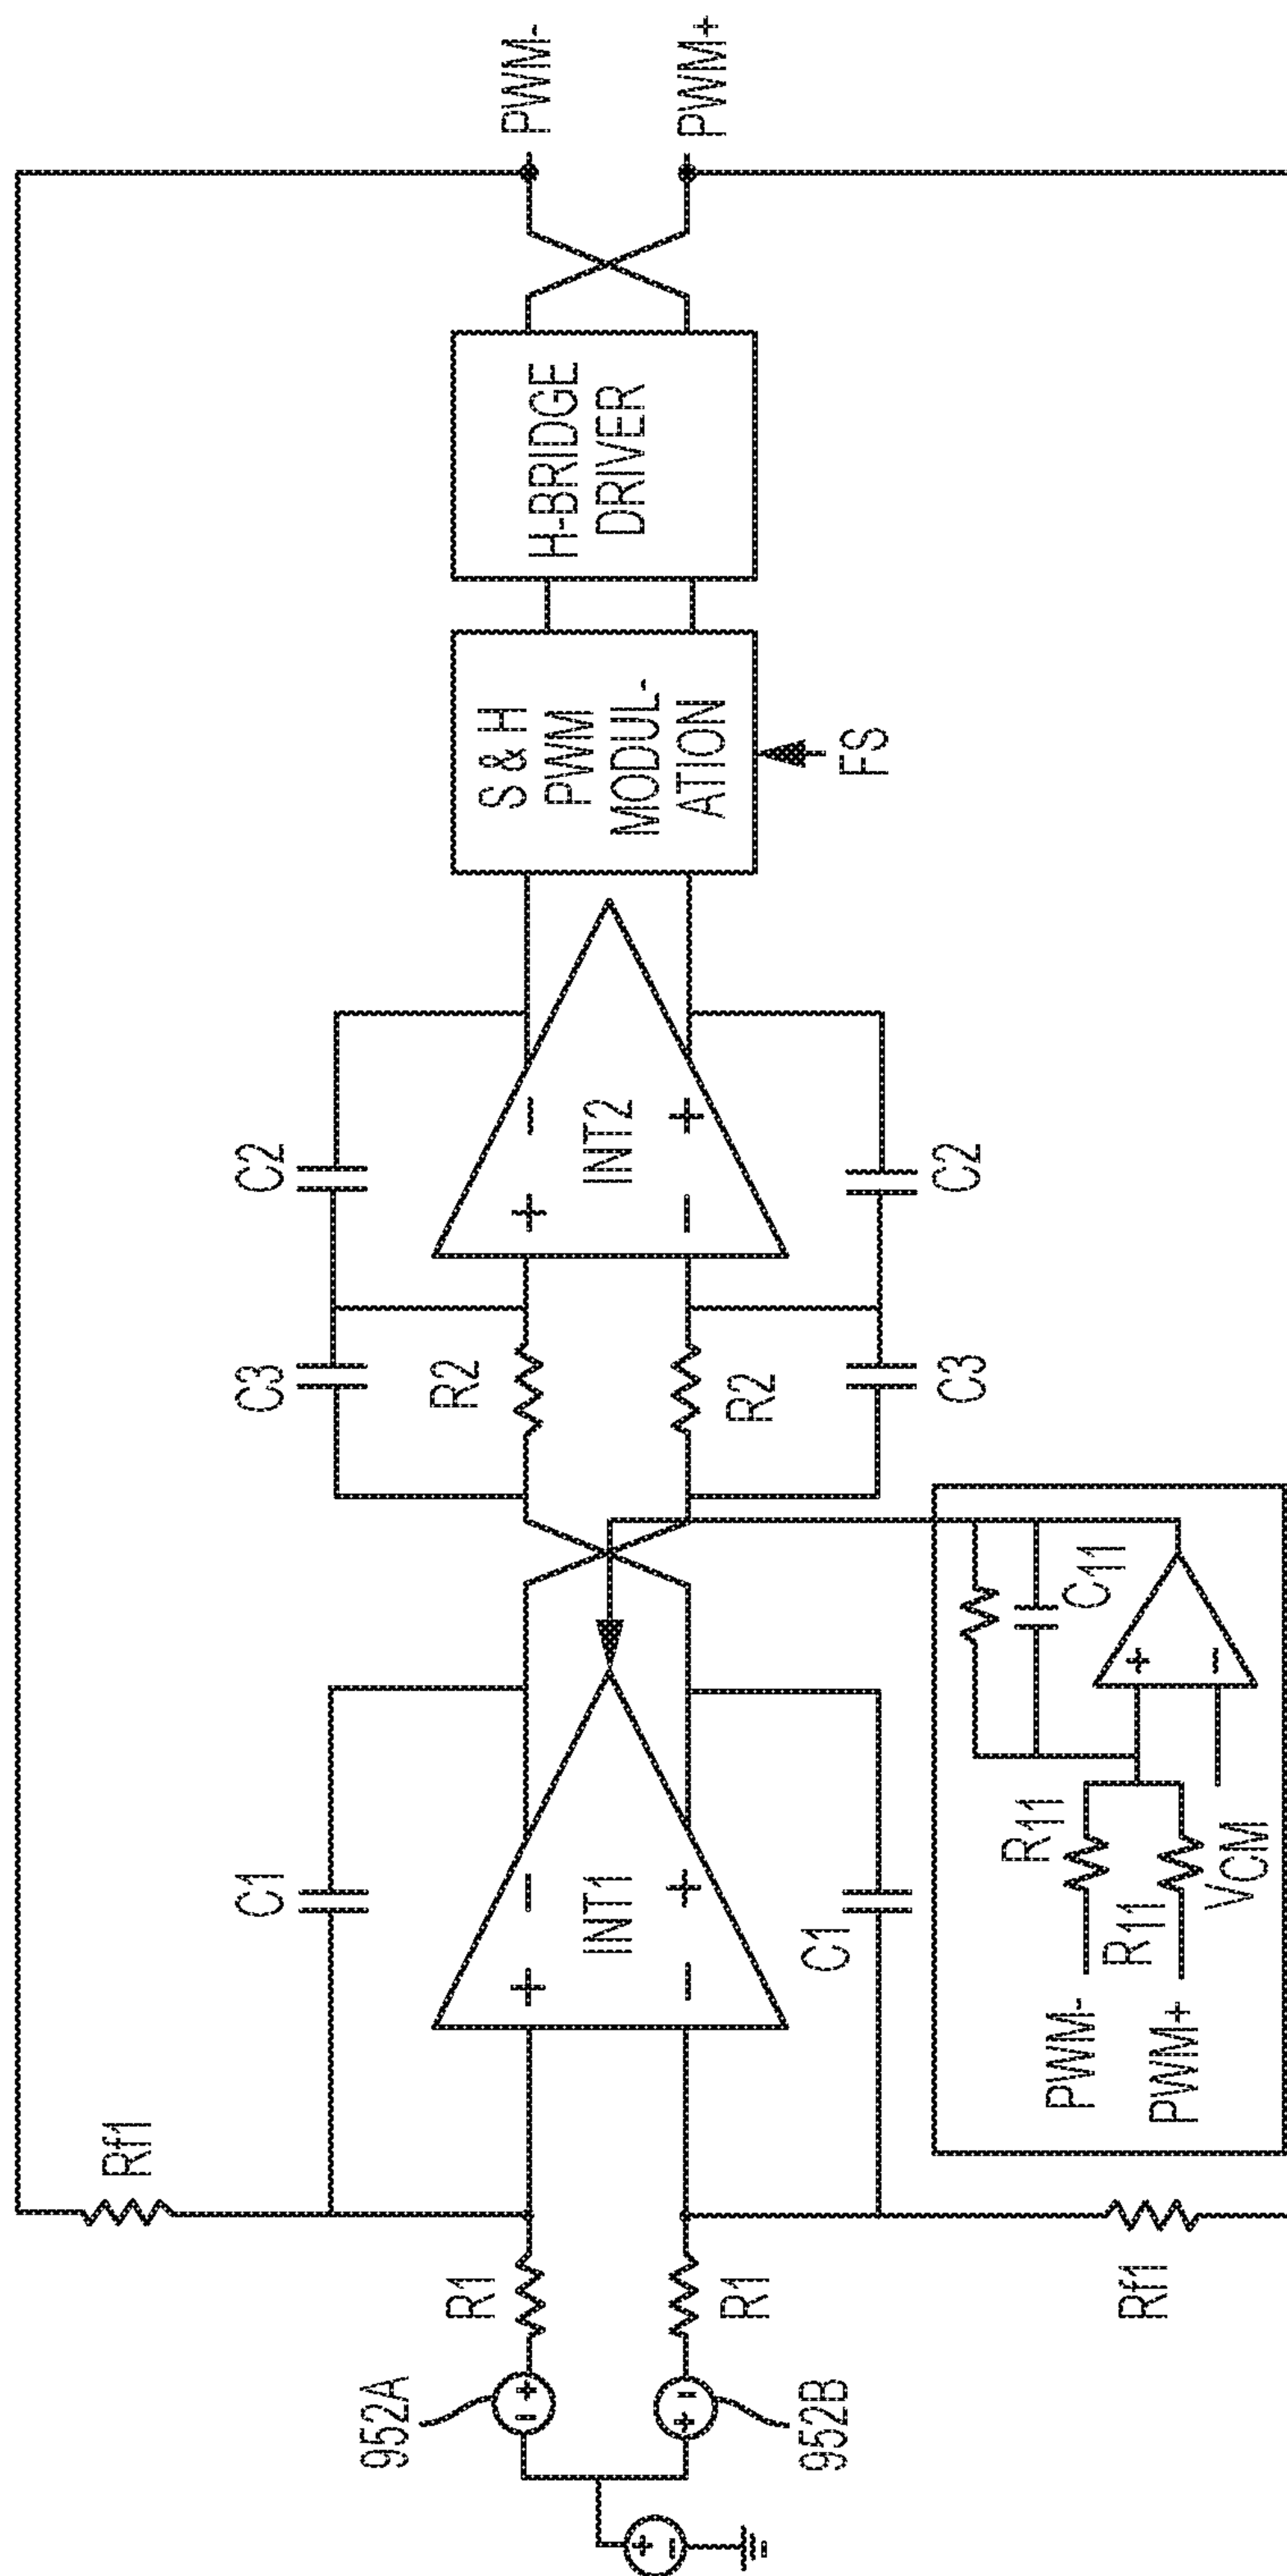 952A
952B
R1
R1
Rf1
Rf1
C1
C1
+
-
-
+
INT1
C3
C3
R2
R2
C2
C2
+
-
-
+
INT2
S & H
PWM
MODUL-
ATION
FS
H-BRIDGE
DRIVER
PWM-
PWM+
PWM-
PWM+
R11
R11
VCM
C11
+
-
+
-
+
-
+
-